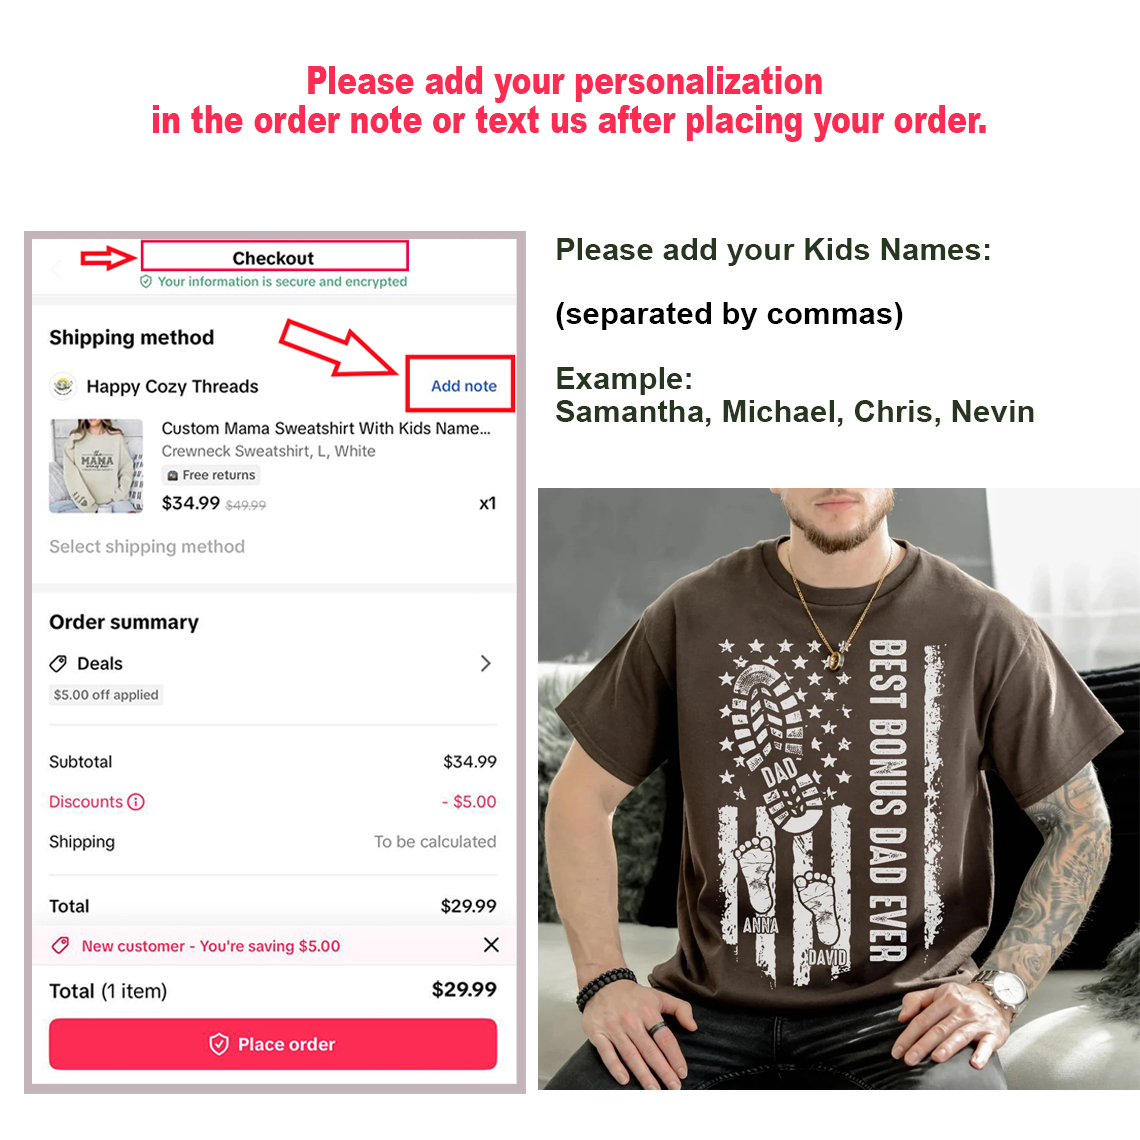 Please add your personalization
in the order note or text us after placing your order.
Checkout
Your information is secure and encrypted
Shipping method
Happy Cozy Threads
Add note
Custom Mama Sweatshirt With Kids Name...
Crewneck Sweatshirt, L, White
Free returns
$34.99 $49.99
x1
Select shipping method
Order summary
Deals
$5.00 off applied
Subtotal
$34.99
Discounts
- $5.00
Shipping
To be calculated
Total
$29.99
New customer - You're saving $5.00
Total (1 item)
$29.99
Place order
MAMA
Please add your Kids Names:
(separated by commas)
Example:
Samantha, Michael, Chris, Nevin
BEST BONUS DAD EVER
DAD
ANNA
DAVID